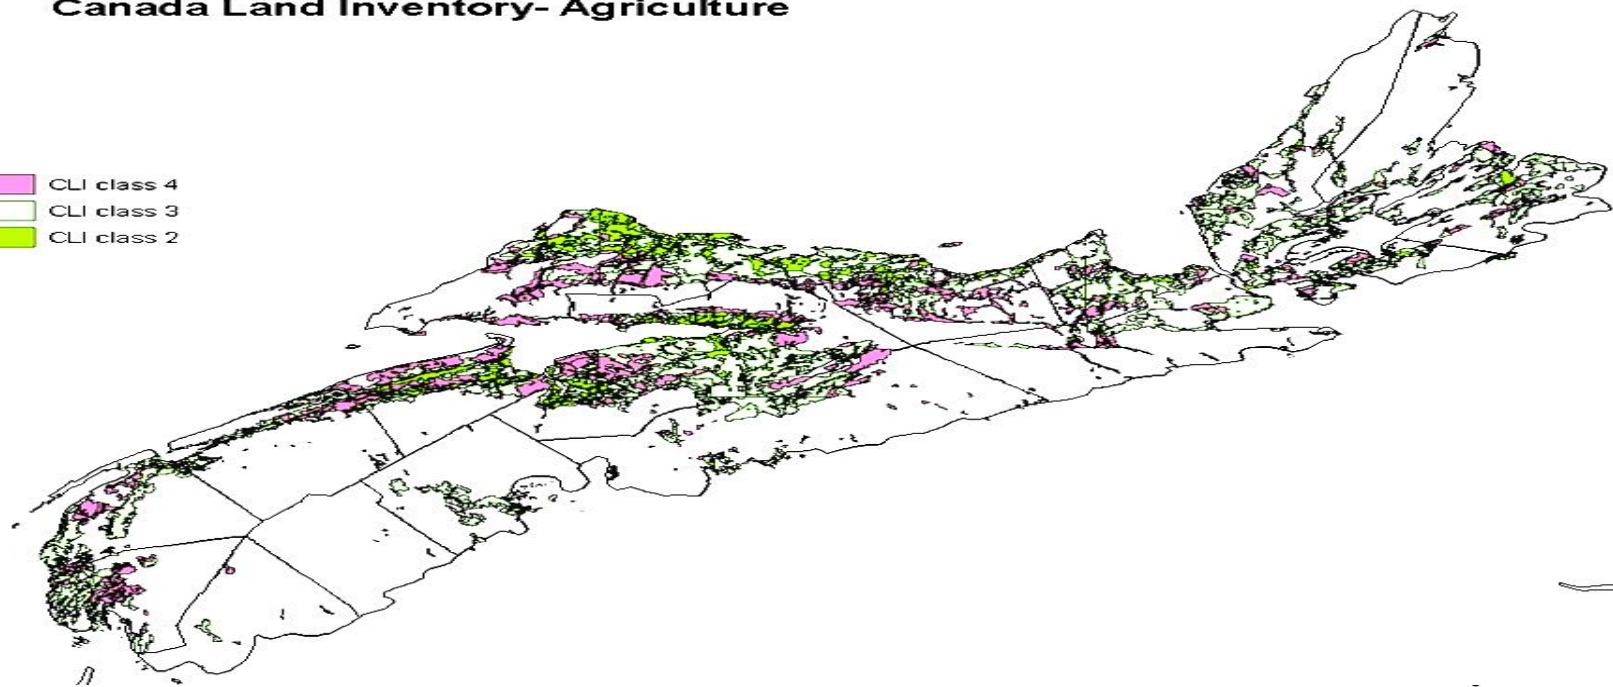 Canada Land Inventory- Agriculture
CLI class 4
CLI class 3
CLI class 2